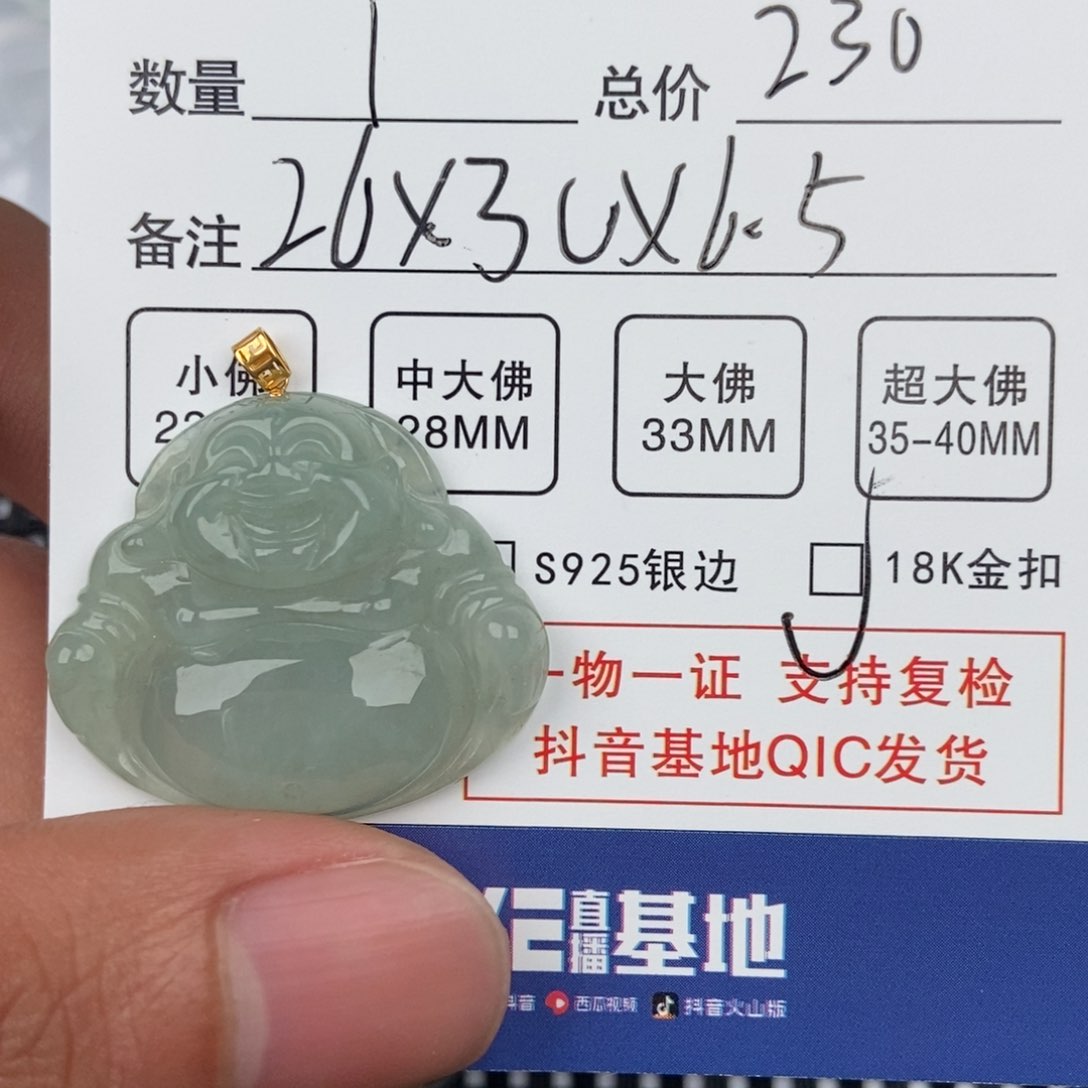 数量 1 总价 230
备注 26X30X6.5
小佛 中大佛 大佛 超大佛
28MM 33MM 35-40MM
S925银边 18K金扣
一物一证 支持复检
抖音基地QIC发货
直播基地
抖音 西瓜视频 抖音火山版